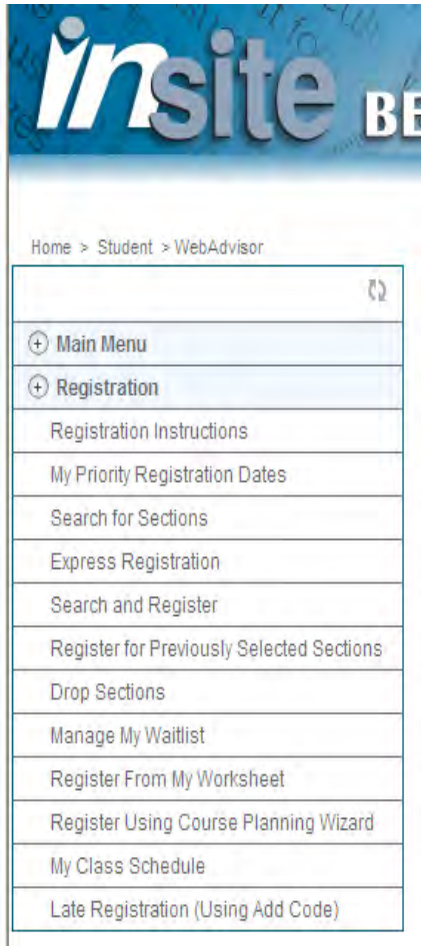 insite BE
Home > Student > WebAdvisor
Main Menu
Registration
Registration Instructions
My Priority Registration Dates
Search for Sections
Express Registration
Search and Register
Register for Previously Selected Sections
Drop Sections
Manage My Waitlist
Register From My Worksheet
Register Using Course Planning Wizard
My Class Schedule
Late Registration (Using Add Code)